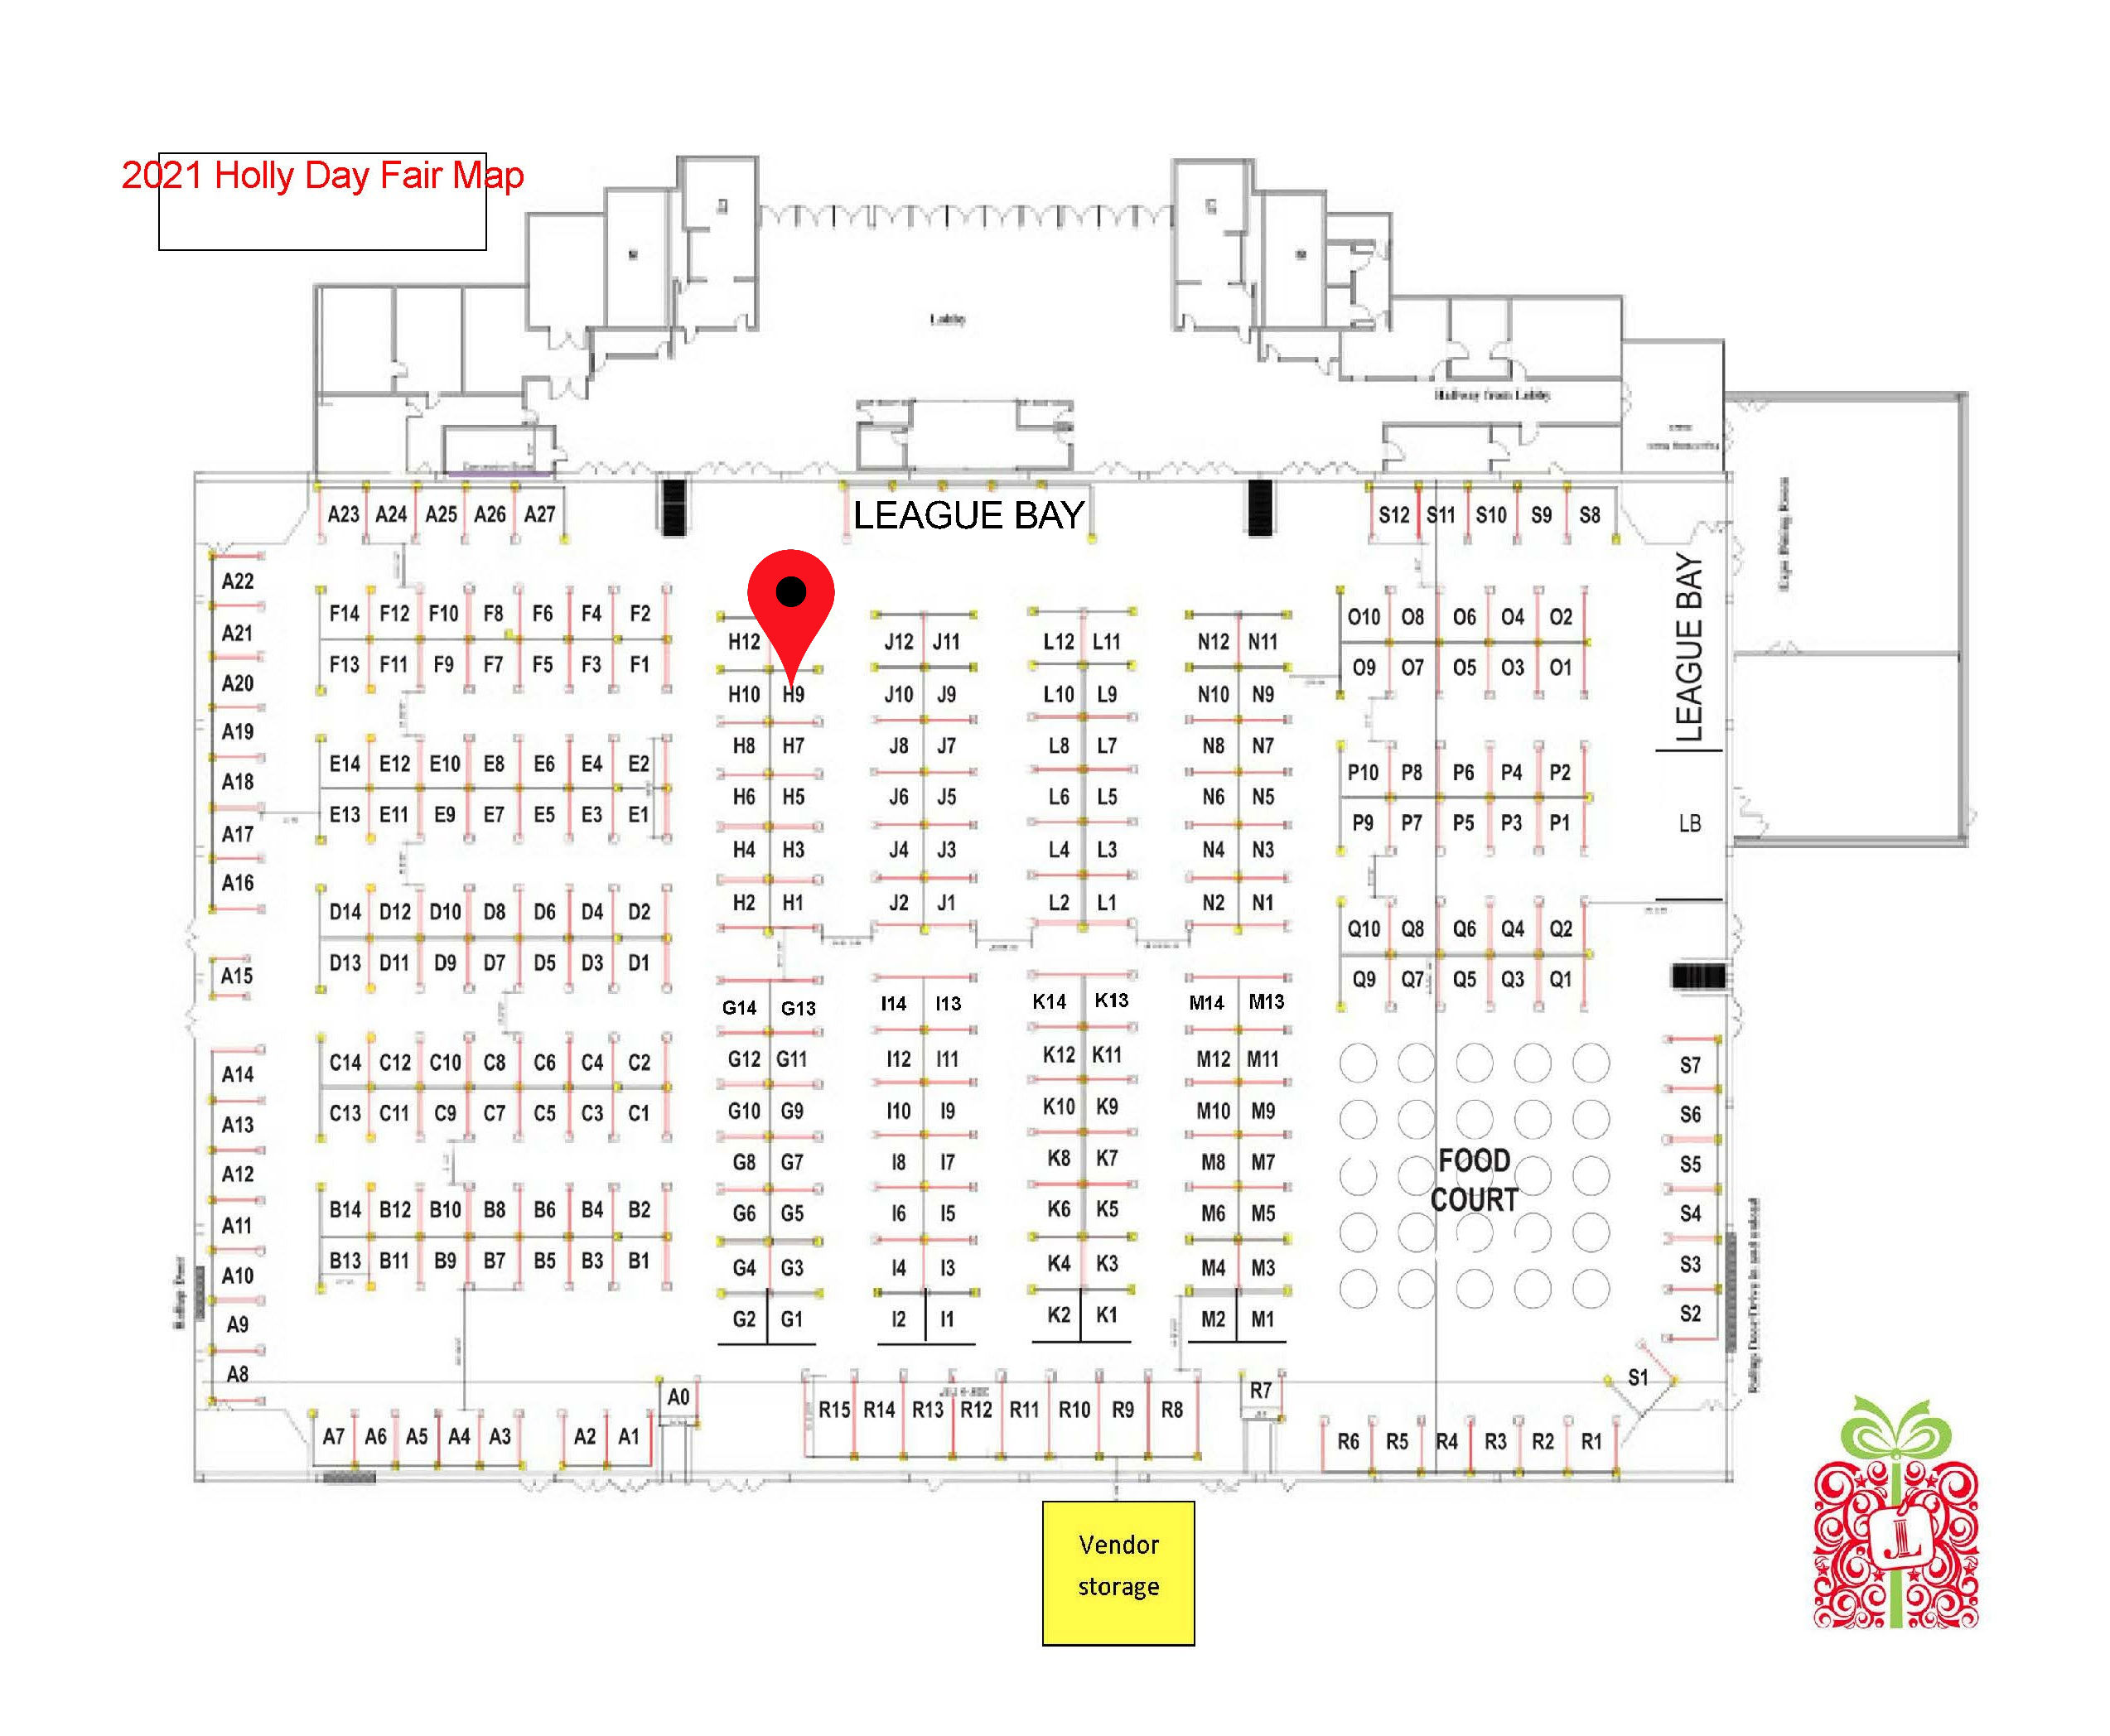 2021 Holly Day Fair Map
Lobby
Hallway from Lobby
LEAGUE BAY
A23 A24 A25 A26 A27
S12 S11 S10 S9 S8
A22
A21
A20
A19
A18
A17
A16
A15
A14
A13
A12
A11
A10
A9
A8
F14 F12 F10 F8 F6 F4 F2
F13 F11 F9 F7 F5 F3 F1
E14 E12 E10 E8 E6 E4 E2
E13 E11 E9 E7 E5 E3 E1
D14 D12 D10 D8 D6 D4 D2
D13 D11 D9 D7 D5 D3 D1
C14 C12 C10 C8 C6 C4 C2
C13 C11 C9 C7 C5 C3 C1
B14 B12 B10 B8 B6 B4 B2
B13 B11 B9 B7 B5 B3 B1
H12
H10 H9
H8 H7
H6 H5
H4 H3
H2 H1
G14 G13
G12 G11
G10 G9
G8 G7
G6 G5
G4 G3
G2 G1
J12 J11
J10 J9
J8 J7
J6 J5
J4 J3
J2 J1
I14 I13
I12 I11
I10 I9
I8 I7
I6 I5
I4 I3
I2 I1
L12 L11
L10 L9
L8 L7
L6 L5
L4 L3
L2 L1
K14 K13
K12 K11
K10 K9
K8 K7
K6 K5
K4 K3
K2 K1
N12 N11
N10 N9
N8 N7
N6 N5
N4 N3
N2 N1
M14 M13
M12 M11
M10 M9
M8 M7
M6 M5
M4 M3
M2 M1
O10 O8 O6 O4 O2
O9 O7 O5 O3 O1
P10 P8 P6 P4 P2
P9 P7 P5 P3 P1
Q10 Q8 Q6 Q4 Q2
Q9 Q7 Q5 Q3 Q1
LEAGUE BAY
LB
FOOD
COURT
S7
S6
S5
S4
S3
S2
S1
Rollup Door
A7 A6 A5 A4 A3 A2 A1
A0
R15 R14 R13 R12 R11 R10 R9 R8
R7
R6 R5 R4 R3 R2 R1
Vendor
storage
JL